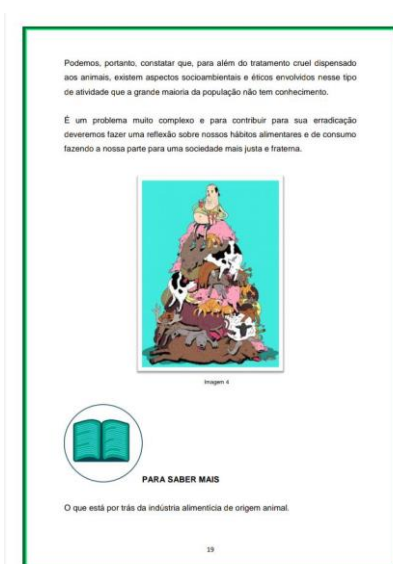 Podemos, portanto, constatar que, para além do tratamento cruel dispensado
aos animais, existem aspectos socioambientais e éticos envolvidos nesse tipo
de atividade que a grande maioria da população não tem conhecimento.
É um problema muito complexo e para contribuir para sua erradicação
deveremos fazer uma reflexão sobre nossos hábitos alimentares e de consumo
fazendo a nossa parte para uma sociedade mais justa e fraterna.
Imagem 4
PARA SABER MAIS
O que está por trás da indústria alimentícia de origem animal.
19